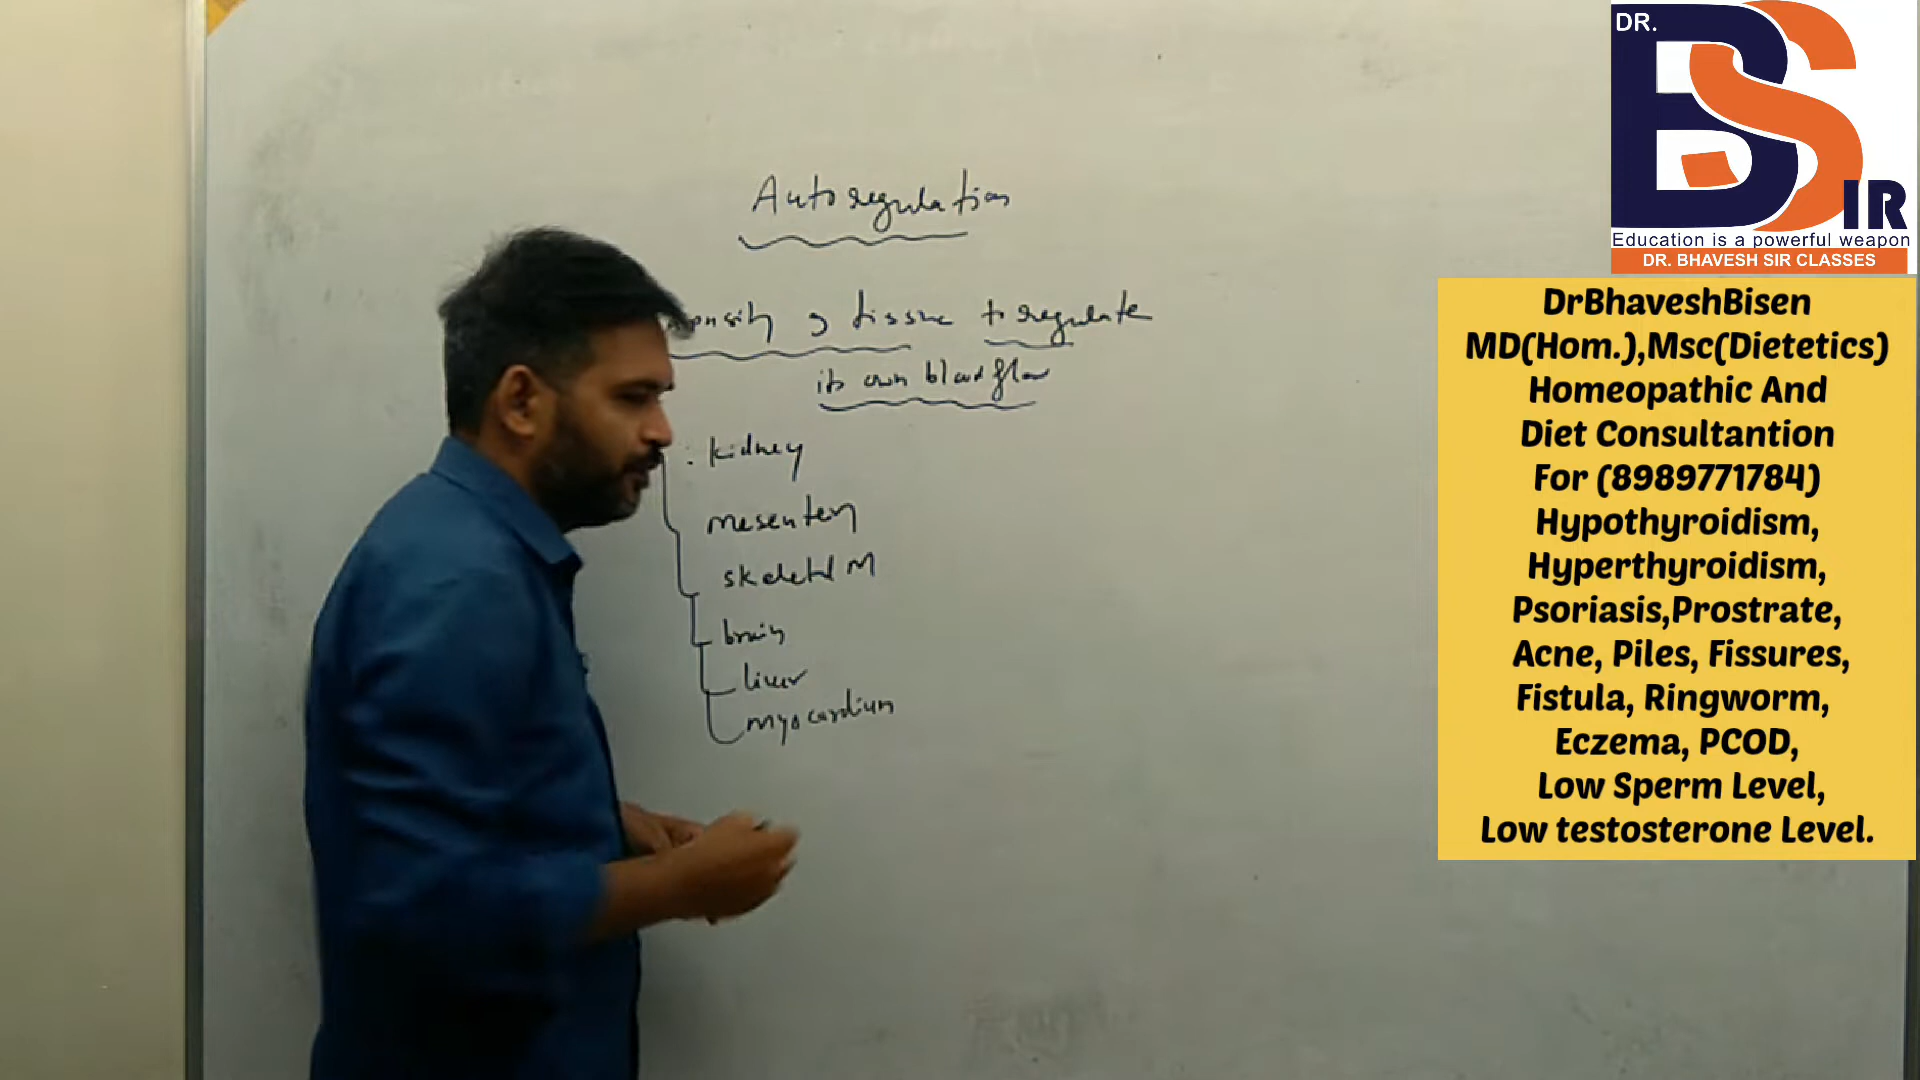 Autoregulation
tissue to regulate
its own blood flow
: kidney
mesentery
skeletal M
brain
liver
myocardium
DR.
BSIR
Education is a powerful weapon
DR. BHAVESH SIR CLASSES
DrBhaveshBisen
MD(Hom.),Msc(Dietetics)
Homeopathic And
Diet Consultantion
For (8989771784)
Hypothyroidism,
Hyperthyroidism,
Psoriasis,Prostrate,
Acne, Piles, Fissures,
Fistula, Ringworm,
Eczema, PCOD,
Low Sperm Level,
Low testosterone Level.